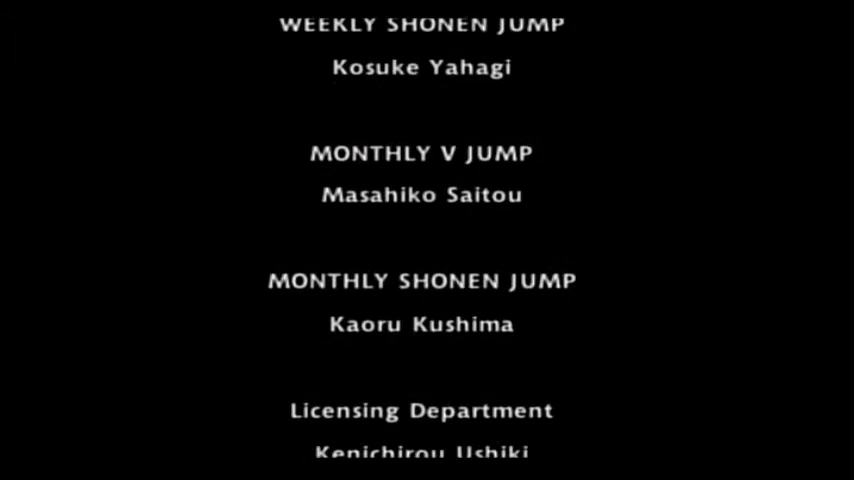 WEEKLY SHONEN JUMP
Kosuke Yahagi
MONTHLY V JUMP
Masahiko Saitou
MONTHLY SHONEN JUMP
Kaoru Kushima
Licensing Department
Kenichirou Ushiki